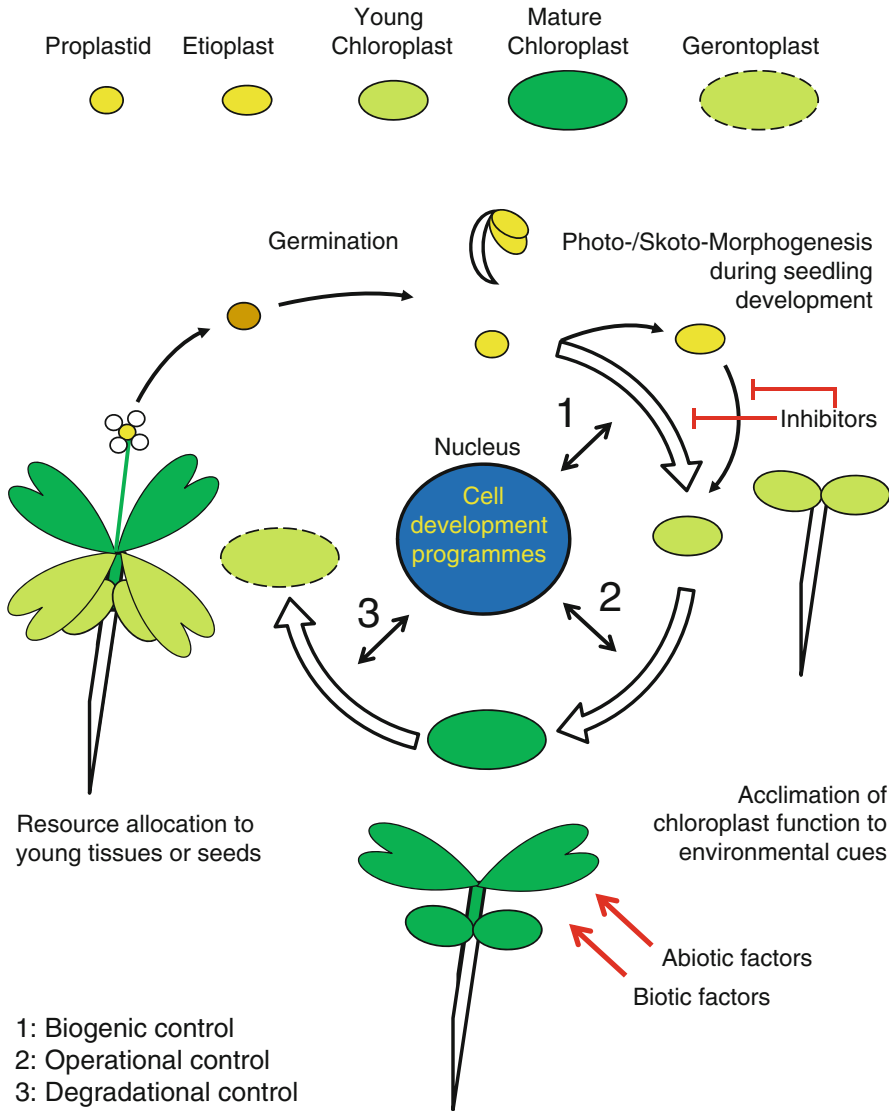 Proplastid
Etioplast
Young
Chloroplast
Mature
Chloroplast
Gerontoplast
Germination
Photo-/Skoto-Morphogenesis
during seedling
development
1
Inhibitors
Nucleus
Cell
development
programmes
2
3
Resource allocation to
young tissues or seeds
Acclimation of
chloroplast function to
environmental cues
Abiotic factors
Biotic factors
1: Biogenic control
2: Operational control
3: Degradational control